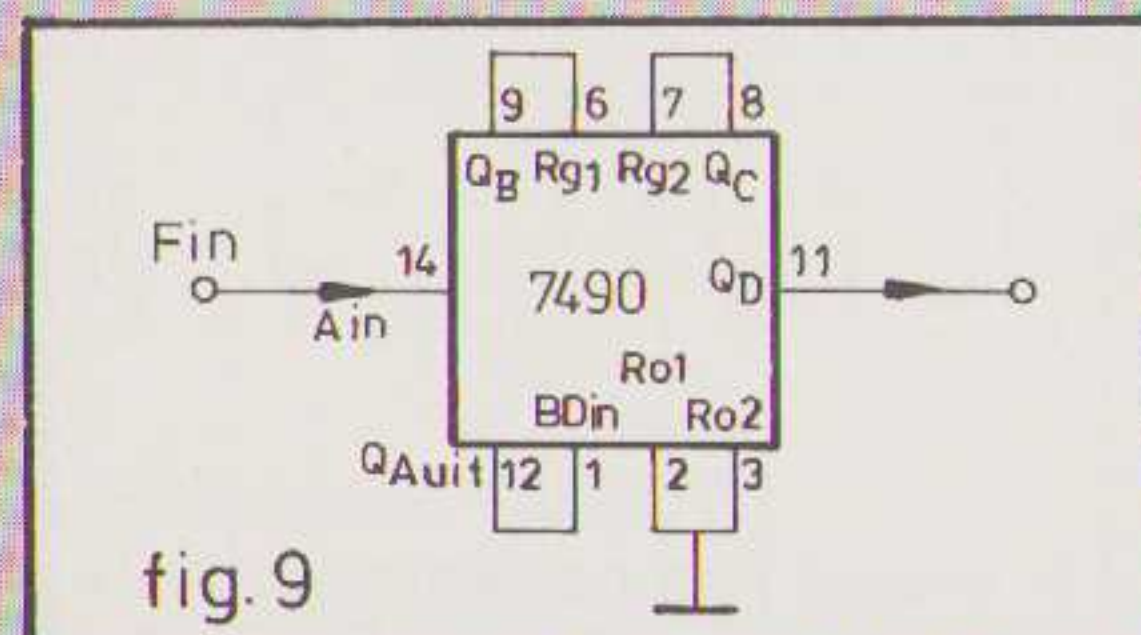 9 6 7 8
QB Rg1 Rg2 QC
Fin
14 7490 QD 11
Ain
Ro1
BDin Ro2
QAuit 12 1 2 3
fig. 9